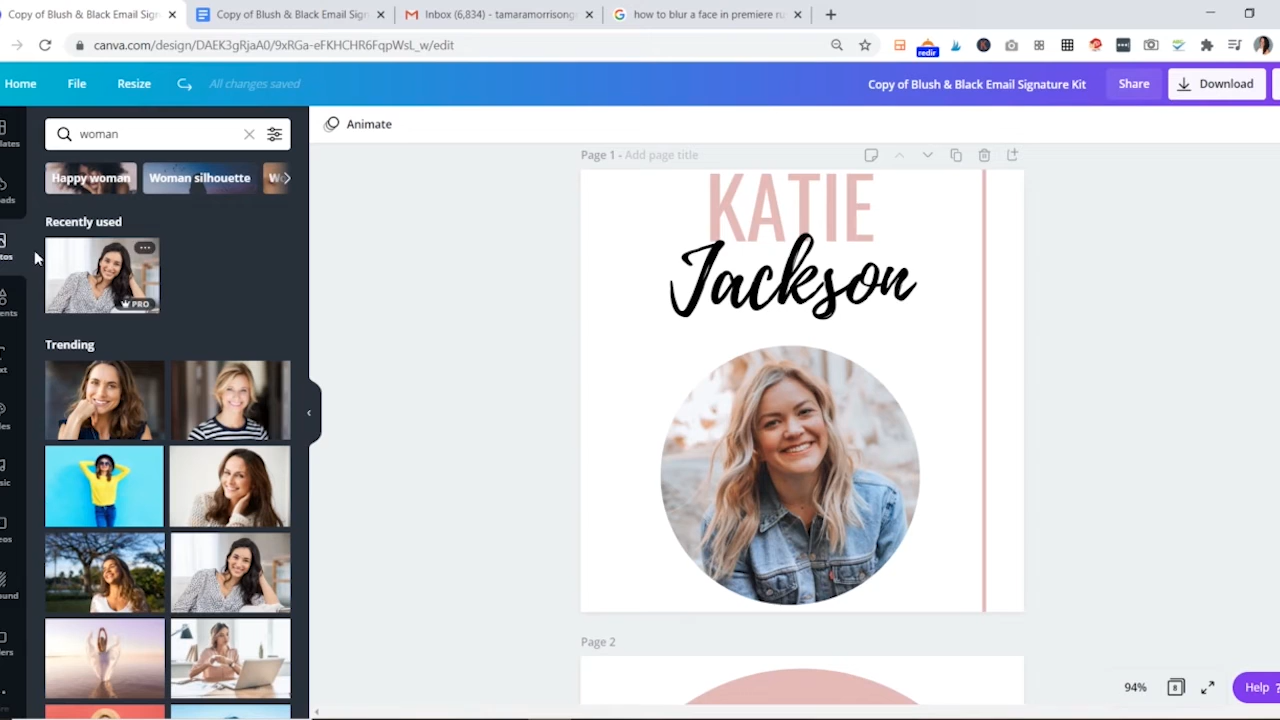 Copy of Blush & Black Email Sign
Copy of Blush & Black Email Sign
Inbox (6,834) - tamaramorrisong
how to blur a face in premiere ru
canva.com/design/DAEK3gRjaA0/9xRGa-eFKHCHR6FqpWsL_w/edit
redir
Home
File
Resize
All changes saved
Copy of Blush & Black Email Signature Kit
Share
Download
woman
Animate
Page 1 - Add page title
Happy woman
Woman silhouette
Recently used
PRO
Trending
KATIE
Jackson
Page 2
94%
8
Help ?